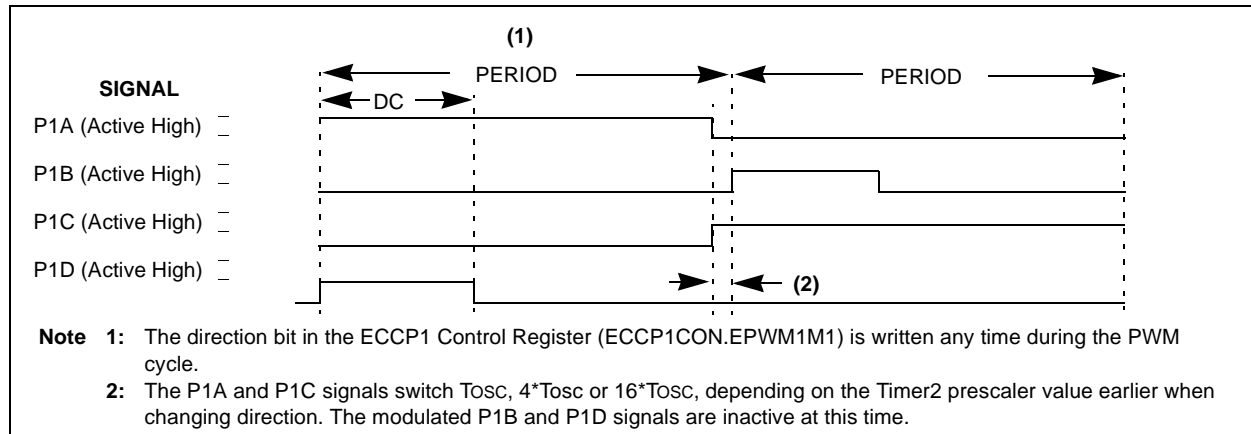 (1)
PERIOD
PERIOD
SIGNAL
DC
P1A (Active High)
P1B (Active High)
P1C (Active High)
P1D (Active High)
(2)
Note 1: The direction bit in the ECCP1 Control Register (ECCP1CON.EPWM1M1) is written any time during the PWM
cycle.
2: The P1A and P1C signals switch TOSC, 4*Tosc or 16*TOSC, depending on the Timer2 prescaler value earlier when
changing direction. The modulated P1B and P1D signals are inactive at this time.